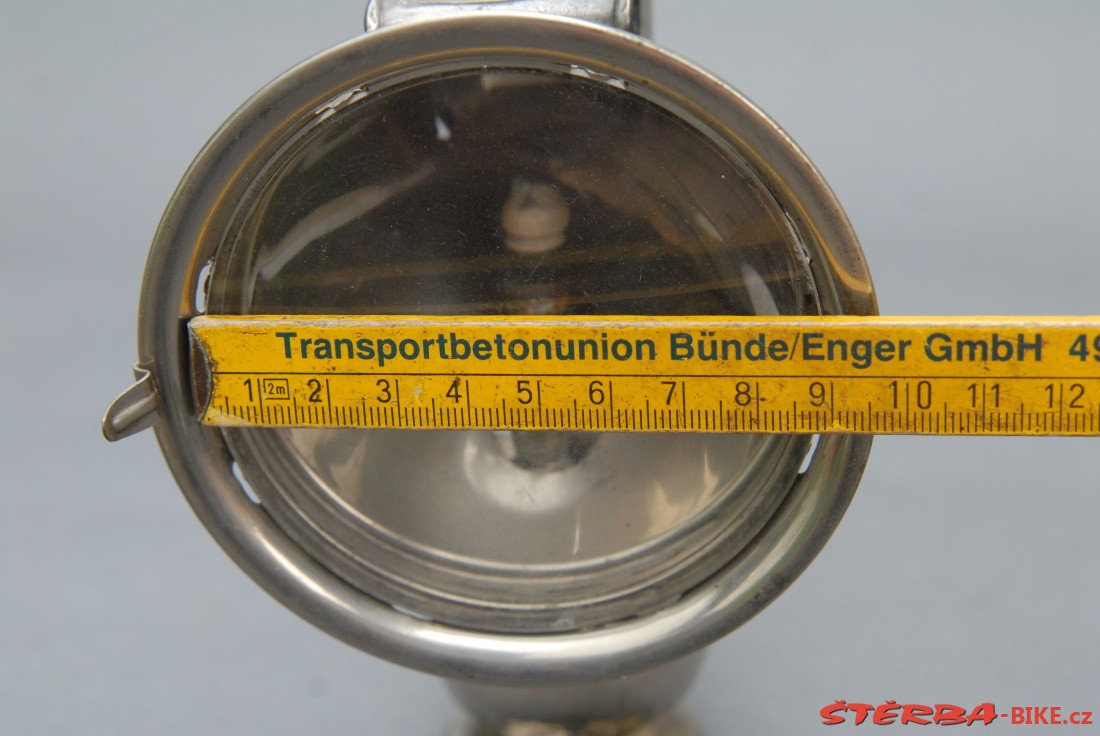 Transportbetonunion Bünde/Enger GmbH 49
1 2m 2 3 4 5 6 7 8 9 10 11 12
ŠTĚRBA-BIKE.cz